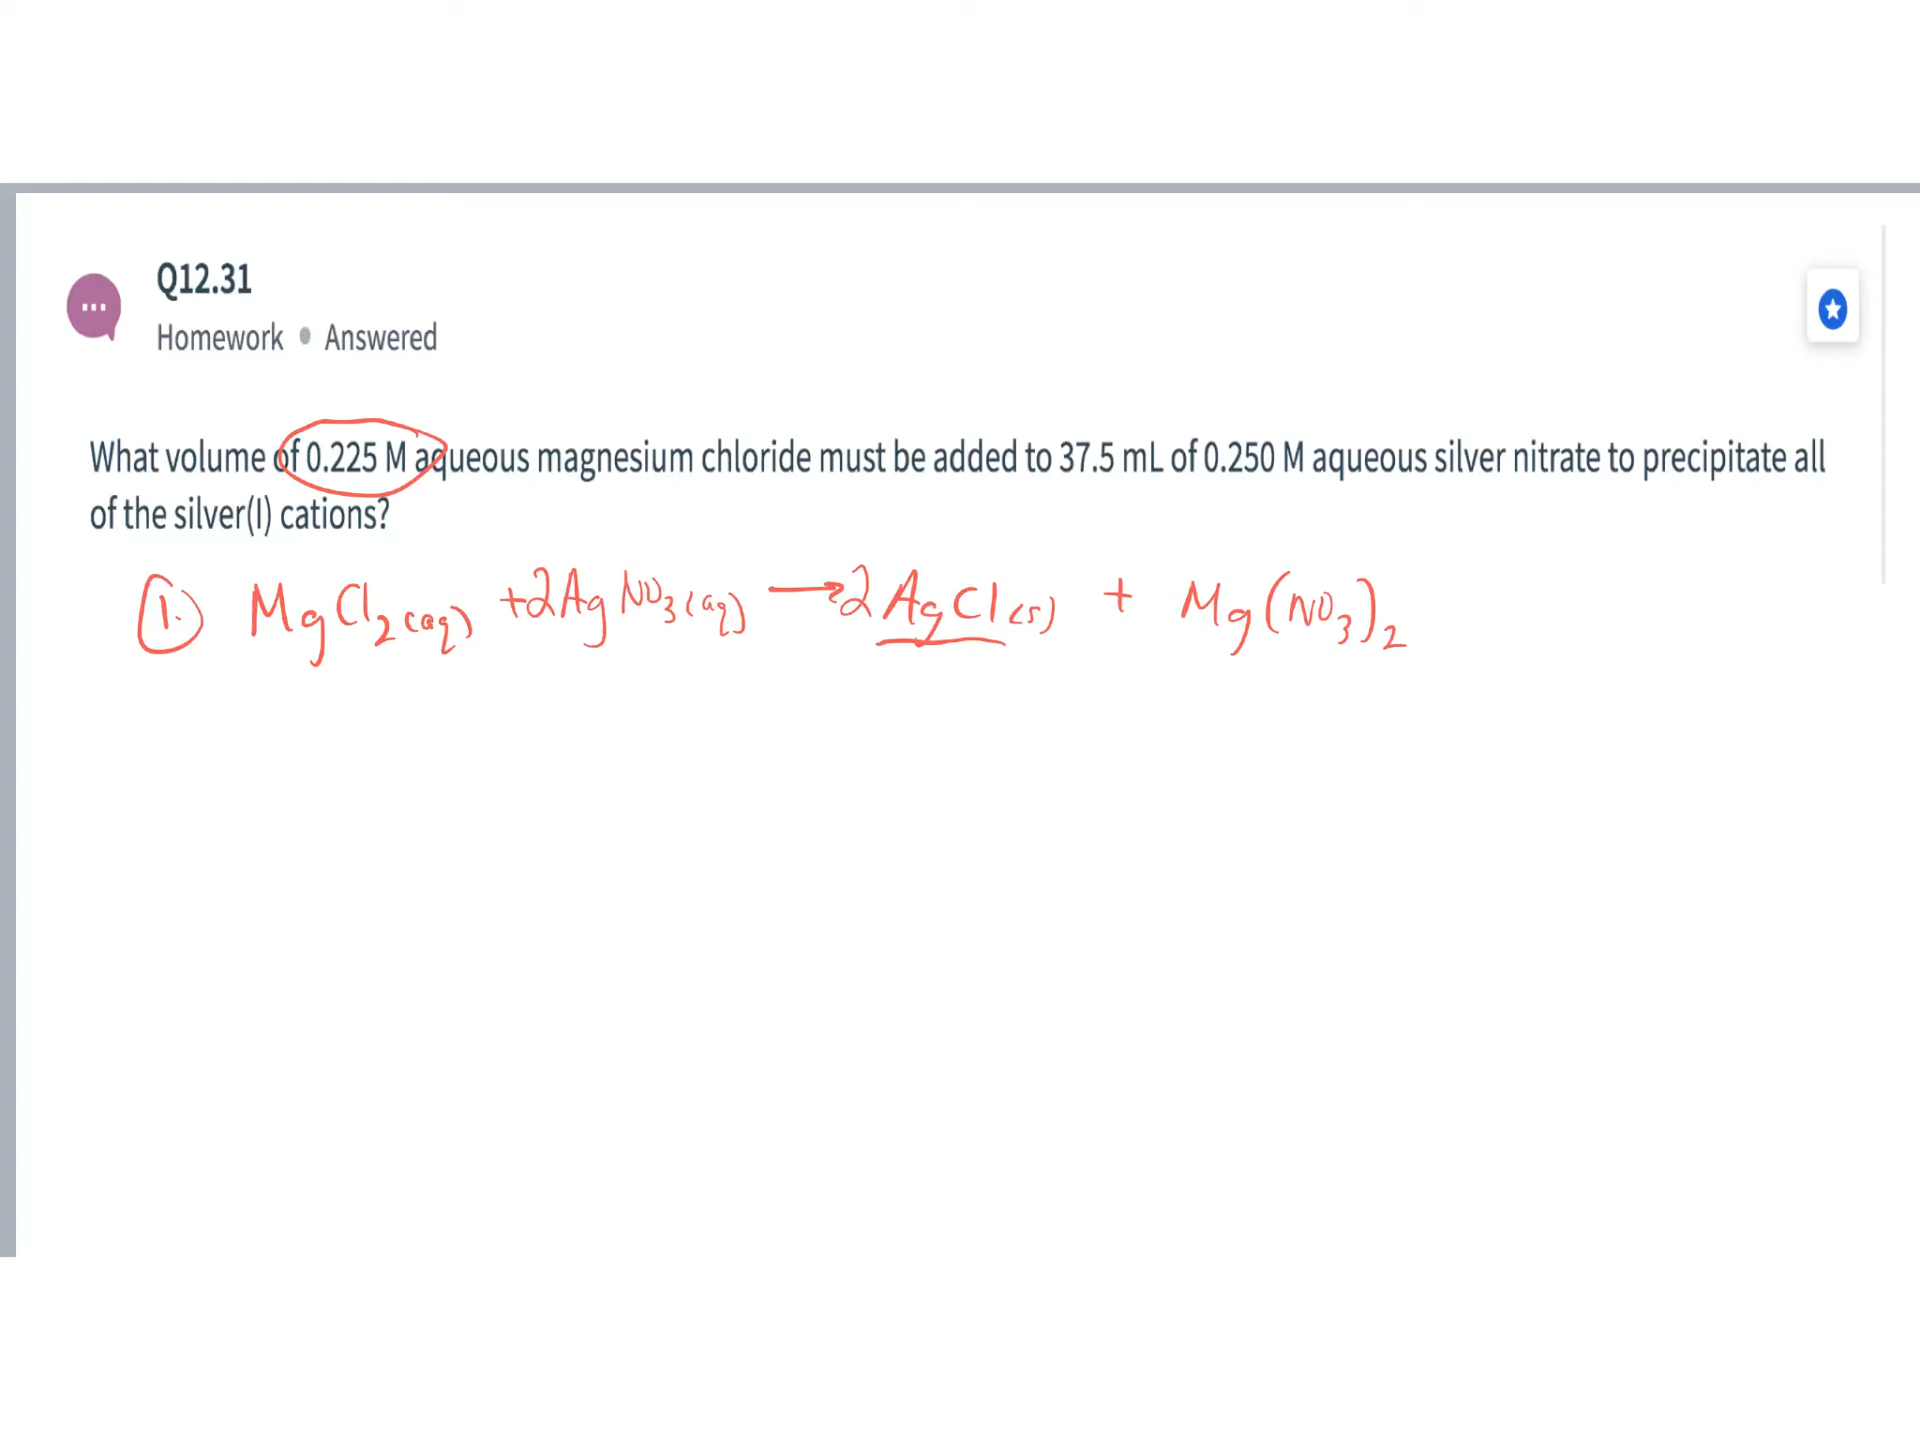 Q12.31
Homework • Answered
What volume of 0.225 M aqueous magnesium chloride must be added to 37.5 mL of 0.250 M aqueous silver nitrate to precipitate all
of the silver(I) cations?
1. MgCl₂(aq) + 2AgNO₃(aq) → 2AgCl(s) + Mg(NO₃)₂